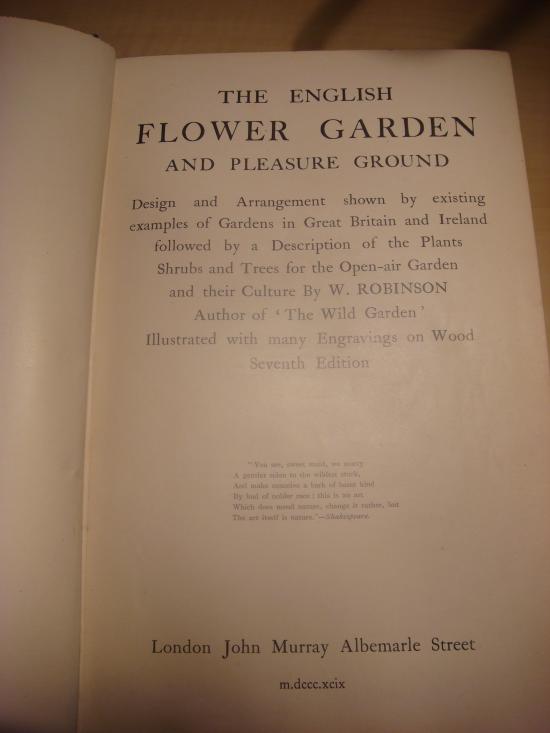 THE ENGLISH
FLOWER GARDEN
AND PLEASURE GROUND
Design and Arrangement shown by existing
examples of Gardens in Great Britain and Ireland
followed by a Description of the Plants
Shrubs and Trees for the Open-air Garden
and their Culture By W. ROBINSON
Author of ‘The Wild Garden’
Illustrated with many Engravings on Wood
Seventh Edition
“You see, sweet maid, we marry
A gentler scion to the wildest stock,
And make conceive a bark of baser kind
By bud of nobler race: this is an art
Which does mend nature, change it rather, but
The art itself is nature.”—Shakespeare.
London John Murray Albemarle Street
m.dccc.xcix